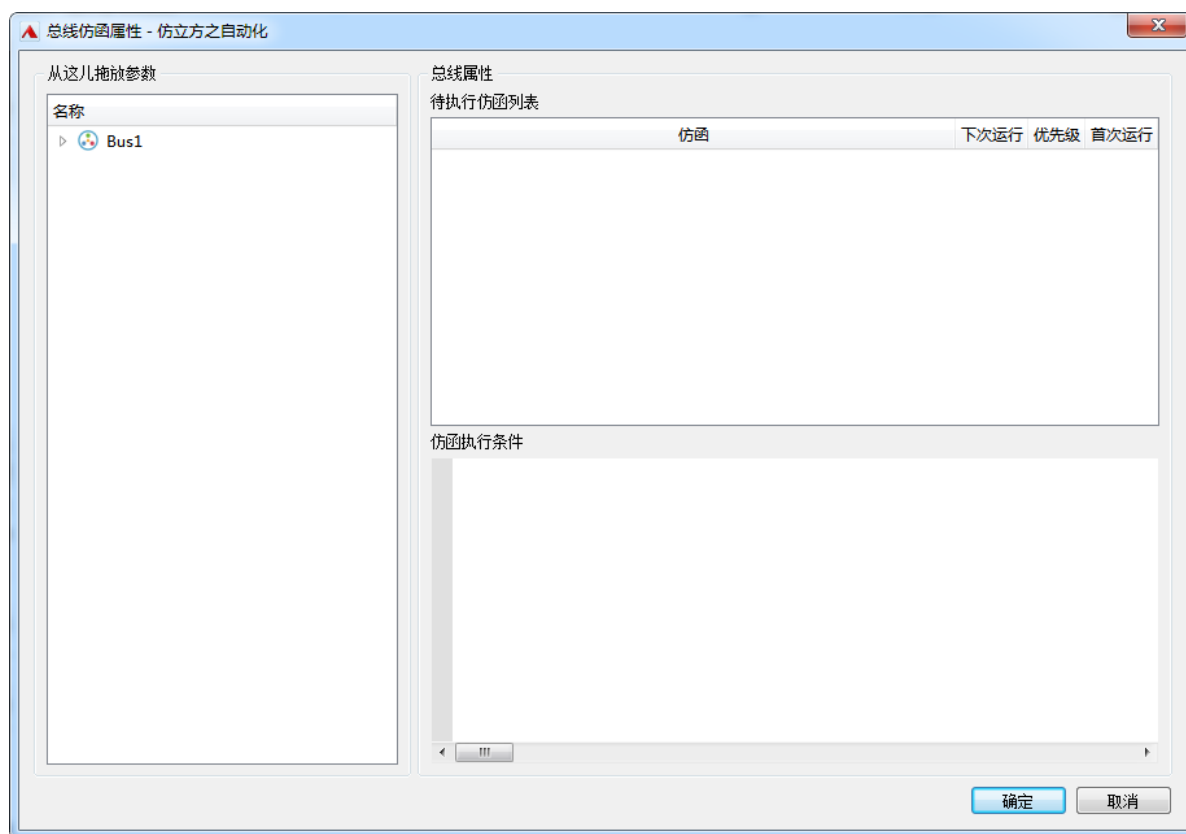 总线仿函属性 - 仿立方之自动化
从这儿拖放参数
名称
Bus1
总线属性
待执行仿函列表
仿函 下次运行 优先级 首次运行
仿函执行条件
确定 取消